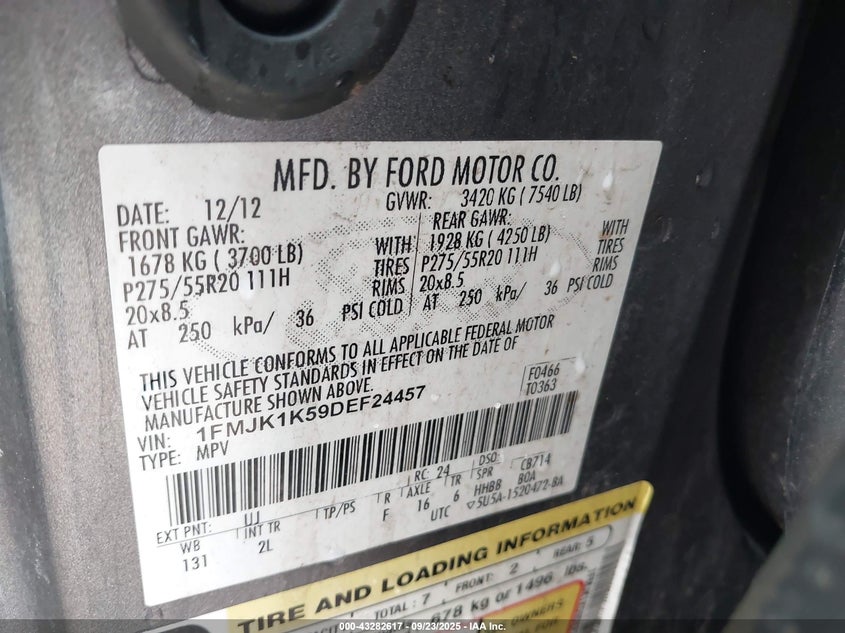 MFD. BY FORD MOTOR CO.
DATE: 12/12 GVWR: 3420 KG ( 7540 LB)
FRONT GAWR: REAR GAWR:
1678 KG ( 3700 LB) WITH 1928 KG ( 4250 LB) WITH
P275/55R20 111H TIRES P275/55R20 111H TIRES
20x8.5 RIMS 20x8.5 RIMS
AT 250 kPa/ 36 PSI COLD AT 250 kPa/ 36 PSI COLD
THIS VEHICLE CONFORMS TO ALL APPLICABLE FEDERAL MOTOR
VEHICLE SAFETY STANDARDS IN EFFECT ON THE DATE OF
MANUFACTURE SHOWN ABOVE.
F0466
T0363
VIN: 1FMJK1K59DEF24457
TYPE: MPV
EXT PNT: UJ RC: 24 DSO: CB714
WB INT TR TP/PS R AXLE TR SPR BOA
131 2L F 16 6 HHBB
UTC ▽5U5A-1520472-BA
TIRE AND LOADING INFORMATION
TOTAL : 7 FRONT: 2 REAR: 5
678 kg or 1496 lbs.
OWNERS
000-43282617 - 09/23/2025 - IAA Inc.